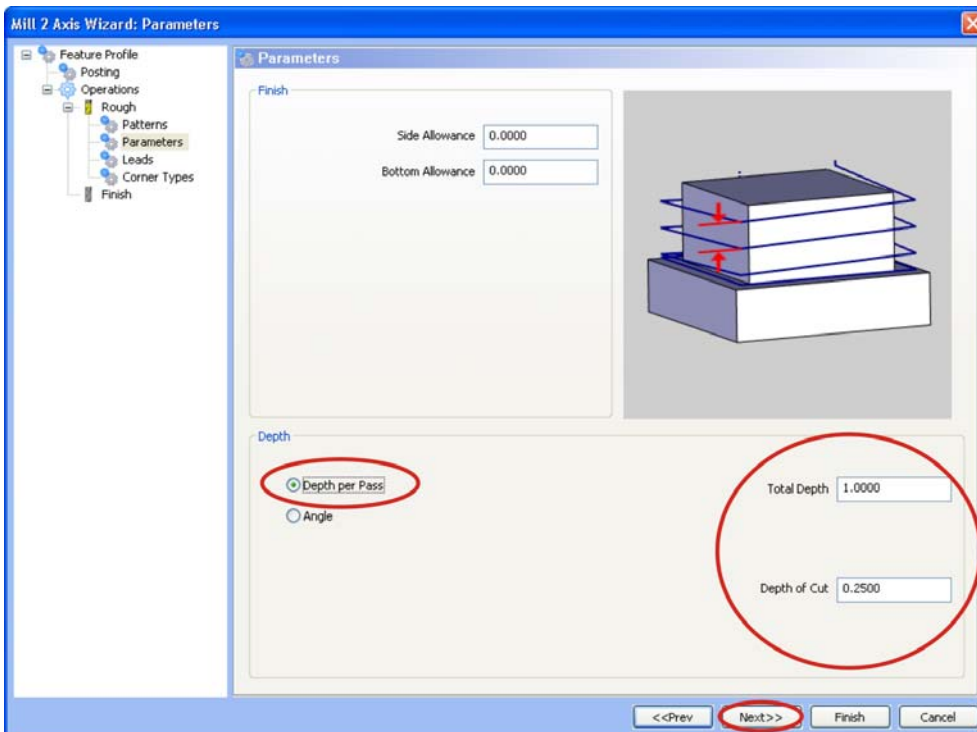 Mill 2 Axis Wizard: Parameters
Feature Profile
Posting
Operations
Rough
Patterns
Parameters
Leads
Corner Types
Finish
Parameters
Finish
Side Allowance 0.0000
Bottom Allowance 0.0000
Depth
Depth per Pass
Angle
Total Depth 1.0000
Depth of Cut 0.2500
<<Prev Next>> Finish Cancel